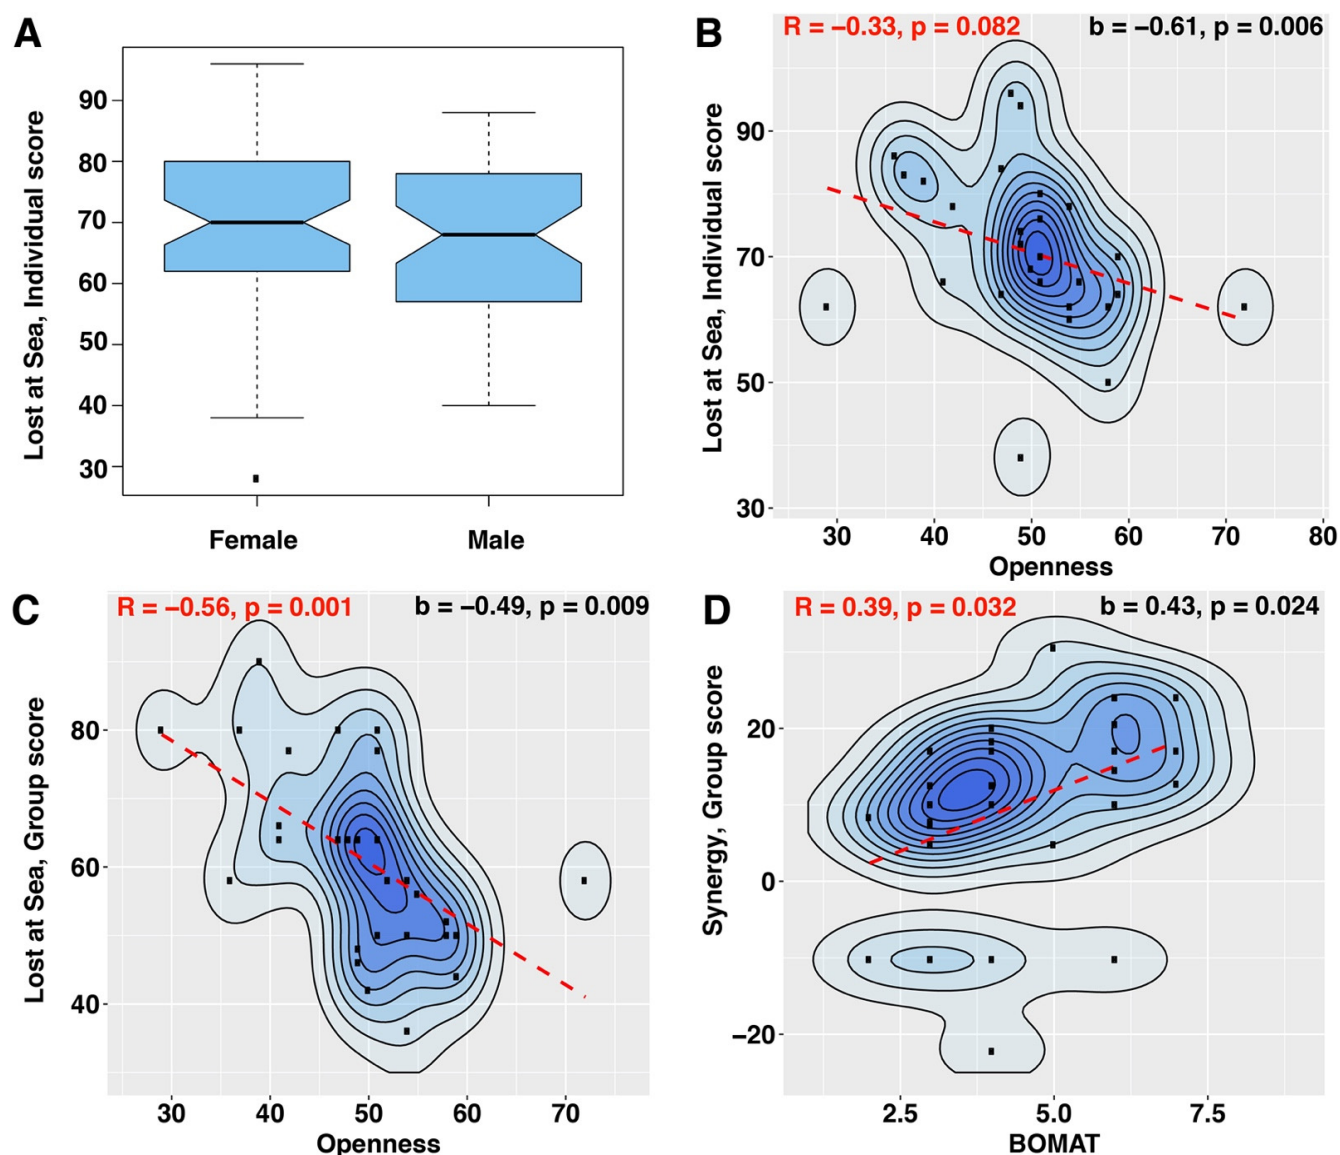 A
Lost at Sea, Individual score
90
80
70
60
50
40
30
Female Male
B
R = −0.33, p = 0.082 b = −0.61, p = 0.006
Lost at Sea, Individual score
90
70
50
30
30 40 50 60 70 80
Openness
C
R = −0.56, p = 0.001 b = −0.49, p = 0.009
Lost at Sea, Group score
80
60
40
30 40 50 60 70
Openness
D
R = 0.39, p = 0.032 b = 0.43, p = 0.024
Synergy, Group score
20
0
−20
2.5 5.0 7.5
BOMAT